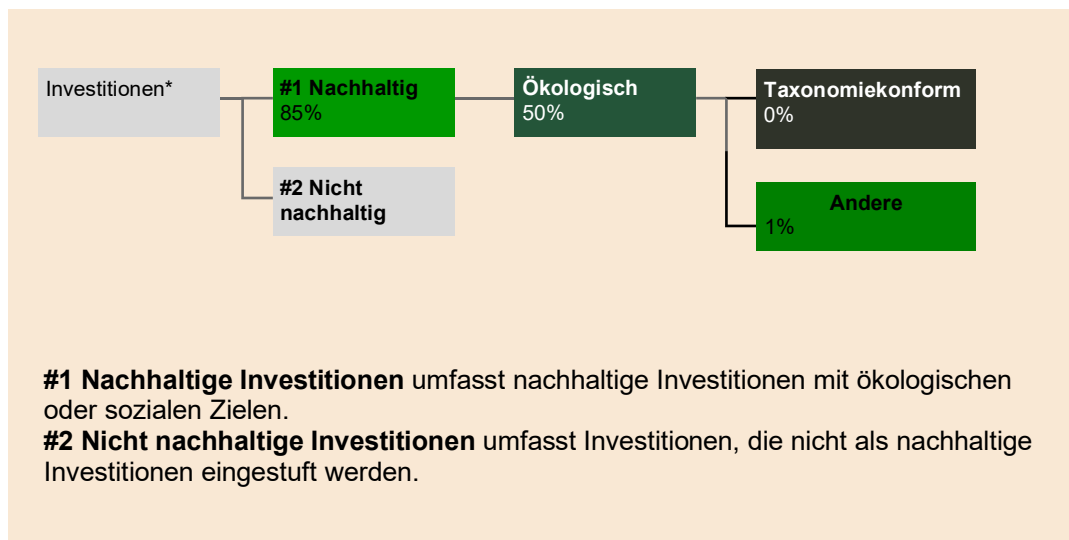 Investitionen*
#1 Nachhaltig
85%
Ökologisch
50%
Taxonomiekonform
0%
#2 Nicht
nachhaltig
Andere
1%
#1 Nachhaltige Investitionen umfasst nachhaltige Investitionen mit ökologischen
oder sozialen Zielen.
#2 Nicht nachhaltige Investitionen umfasst Investitionen, die nicht als nachhaltige
Investitionen eingestuft werden.